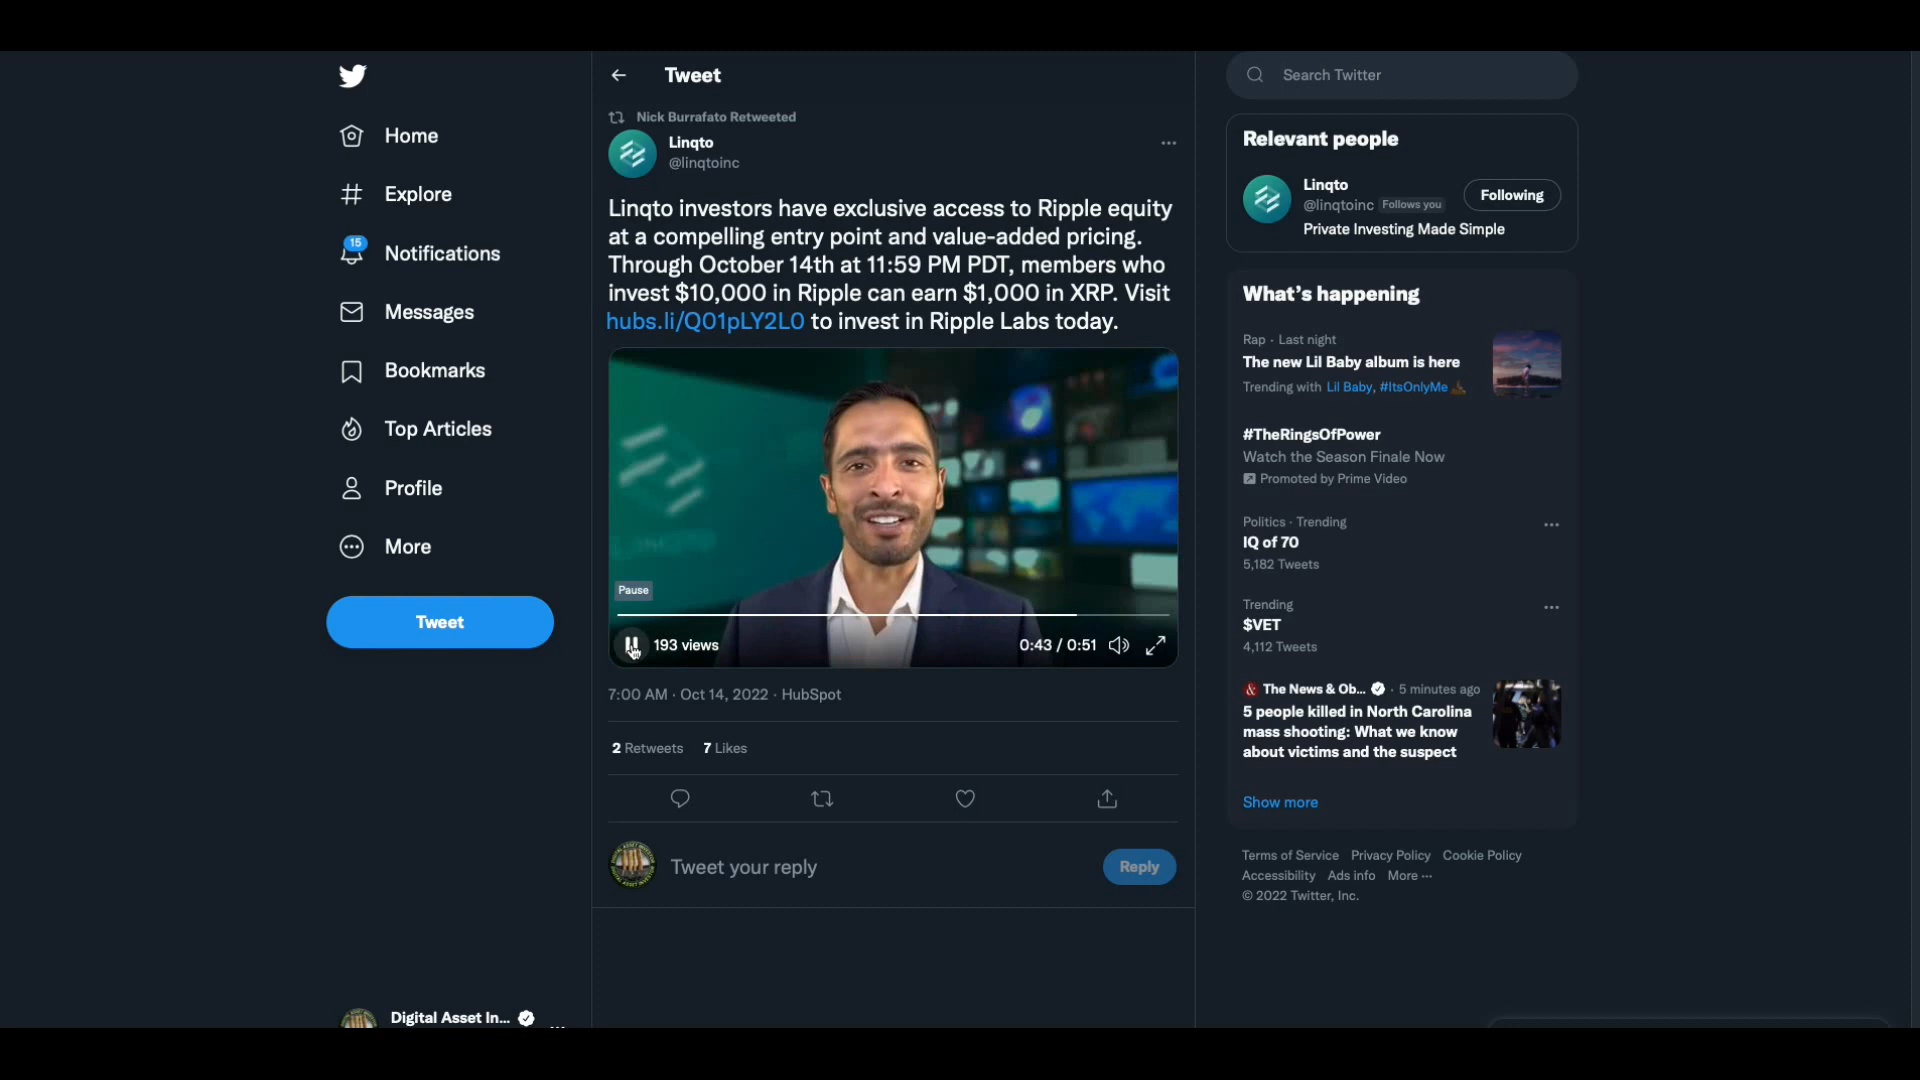 Home
Explore
15
Notifications
Messages
Bookmarks
Top Articles
Profile
More
Tweet
Digital Asset In...
Tweet
Nick Burrafato Retweeted
Linqto
@linqtoinc
Linqto investors have exclusive access to Ripple equity
at a compelling entry point and value-added pricing.
Through October 14th at 11:59 PM PDT, members who
invest $10,000 in Ripple can earn $1,000 in XRP. Visit
hubs.li/Q01pLY2L0 to invest in Ripple Labs today.
Pause
193 views
0:43 / 0:51
7:00 AM · Oct 14, 2022 · HubSpot
2 Retweets 7 Likes
Tweet your reply
Reply
Search Twitter
Relevant people
Linqto
@linqtoinc Follows you
Following
Private Investing Made Simple
What's happening
Rap · Last night
The new Lil Baby album is here
Trending with Lil Baby, #ItsOnlyMe
#TheRingsOfPower
Watch the Season Finale Now
Promoted by Prime Video
Politics · Trending
IQ of 70
5,182 Tweets
Trending
$VET
4,112 Tweets
The News & Ob... · 5 minutes ago
5 people killed in North Carolina
mass shooting: What we know
about victims and the suspect
Show more
Terms of Service Privacy Policy Cookie Policy
Accessibility Ads info More ···
© 2022 Twitter, Inc.